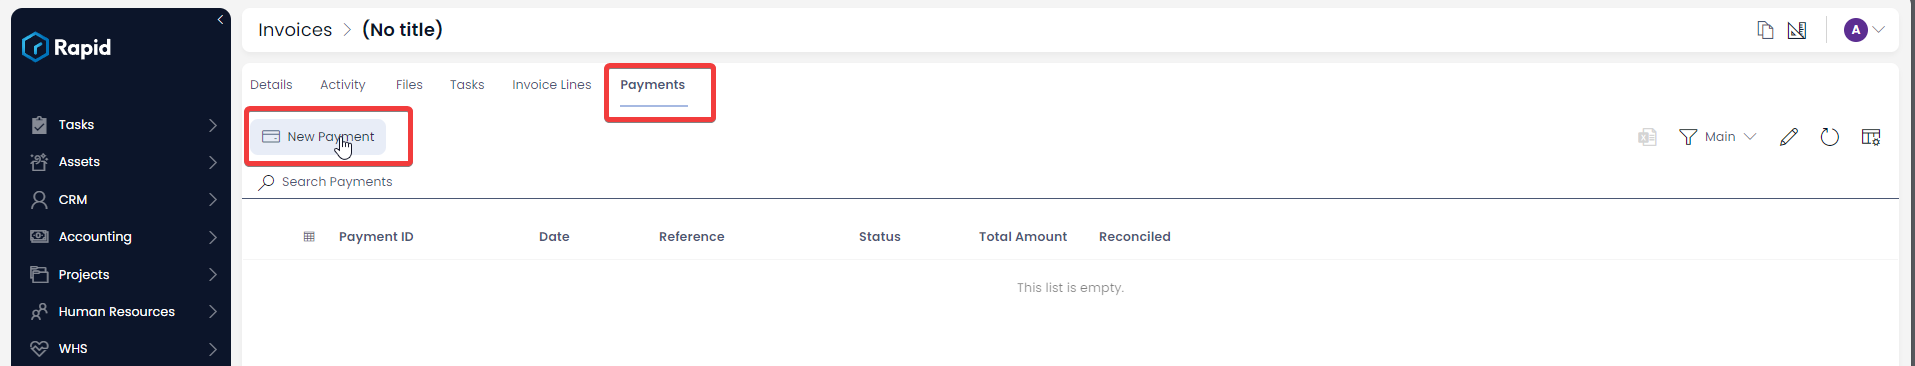 Rapid
Tasks
Assets
CRM
Accounting
Projects
Human Resources
WHS
Invoices > (No title)
A
Details Activity Files Tasks Invoice Lines Payments
New Payment
Main
Search Payments
Payment ID Date Reference Status Total Amount Reconciled
This list is empty.